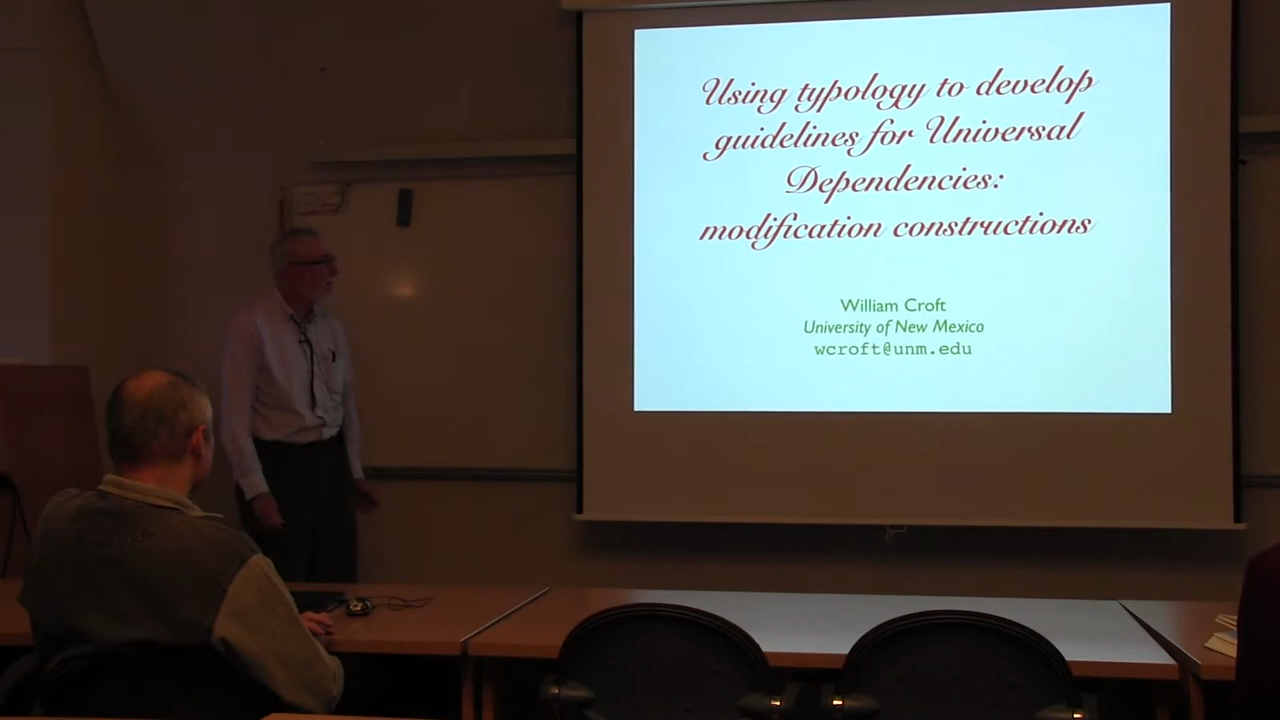 Using typology to develop
guidelines for Universal
Dependencies:
modification constructions
William Croft
University of New Mexico
wcroft@unm.edu